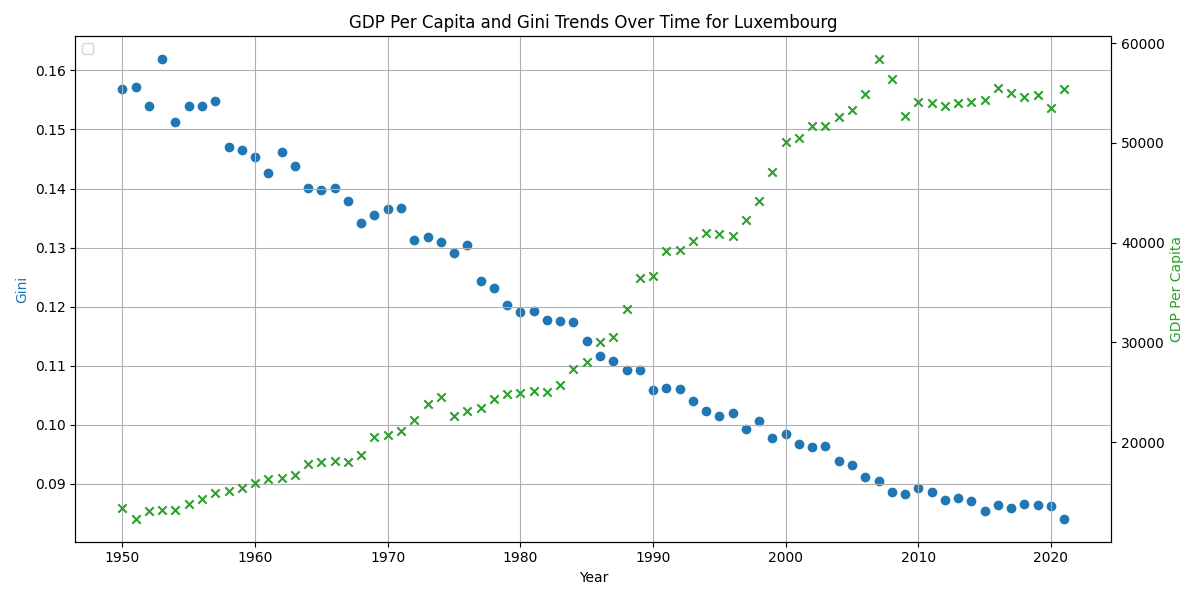 GDP Per Capita and Gini Trends Over Time for Luxembourg
0.16
0.15
0.14
0.13
0.12
0.11
0.10
0.09
Gini
60000
50000
40000
30000
20000
GDP Per Capita
1950 1960 1970 1980 1990 2000 2010 2020
Year